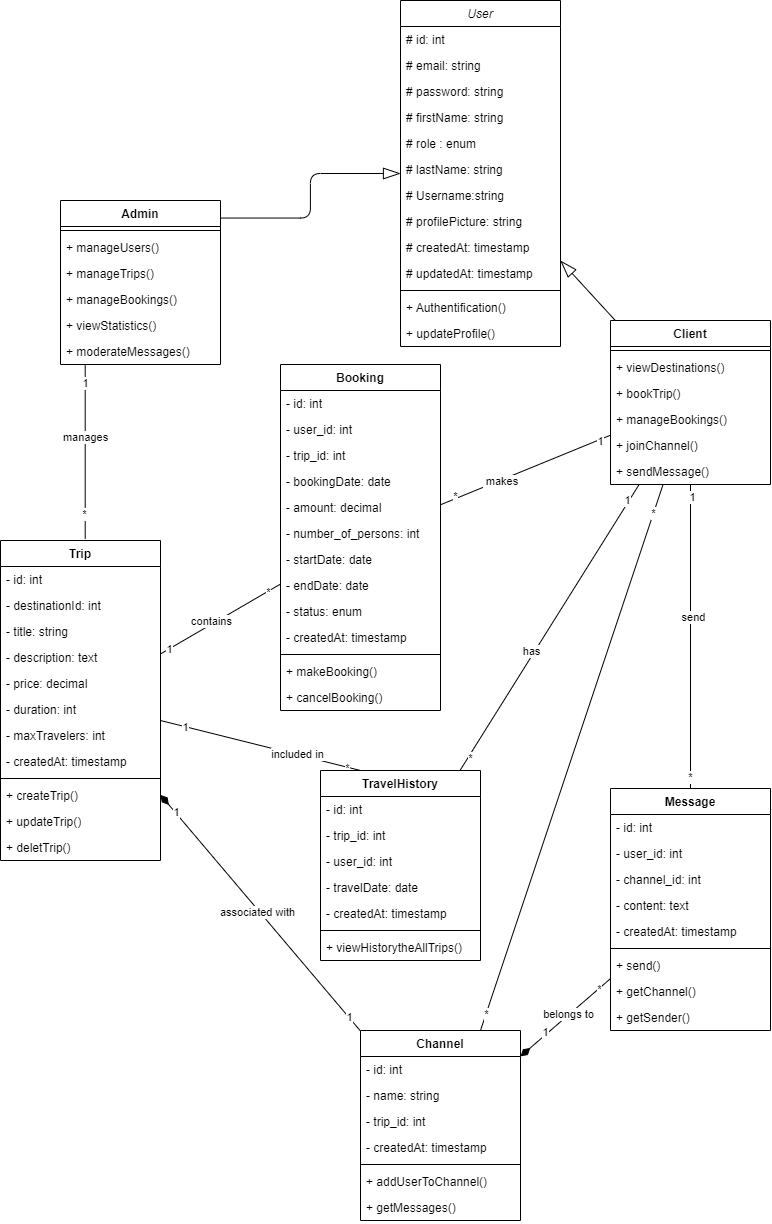 User
# id: int
# email: string
# password: string
# firstName: string
# role : enum
# lastName: string
# Username:string
# profilePicture: string
# createdAt: timestamp
# updatedAt: timestamp
+ Authentification()
+ updateProfile()
Admin
+ manageUsers()
+ manageTrips()
+ manageBookings()
+ viewStatistics()
+ moderateMessages()
Client
+ viewDestinations()
+ bookTrip()
+ manageBookings()
+ joinChannel()
+ sendMessage()
1
manages
*
Booking
- id: int
- user_id: int
- trip_id: int
- bookingDate: date
- amount: decimal
- number_of_persons: int
- startDate: date
- endDate: date
- status: enum
- createdAt: timestamp
+ makeBooking()
+ cancelBooking()
1
makes
*
1
has
*
*
*
1
send
*
Trip
- id: int
- destinationId: int
- title: string
- description: text
- price: decimal
- duration: int
- maxTravelers: int
- createdAt: timestamp
+ createTrip()
+ updateTrip()
+ deletTrip()
1
contains
*
1
included in
*
TravelHistory
- id: int
- trip_id: int
- user_id: int
- travelDate: date
- createdAt: timestamp
+ viewHistorytheAllTrips()
Message
- id: int
- user_id: int
- channel_id: int
- content: text
- createdAt: timestamp
+ send()
+ getChannel()
+ getSender()
1
associated with
1
*
belongs to
1
Channel
- id: int
- name: string
- trip_id: int
- createdAt: timestamp
+ addUserToChannel()
+ getMessages()